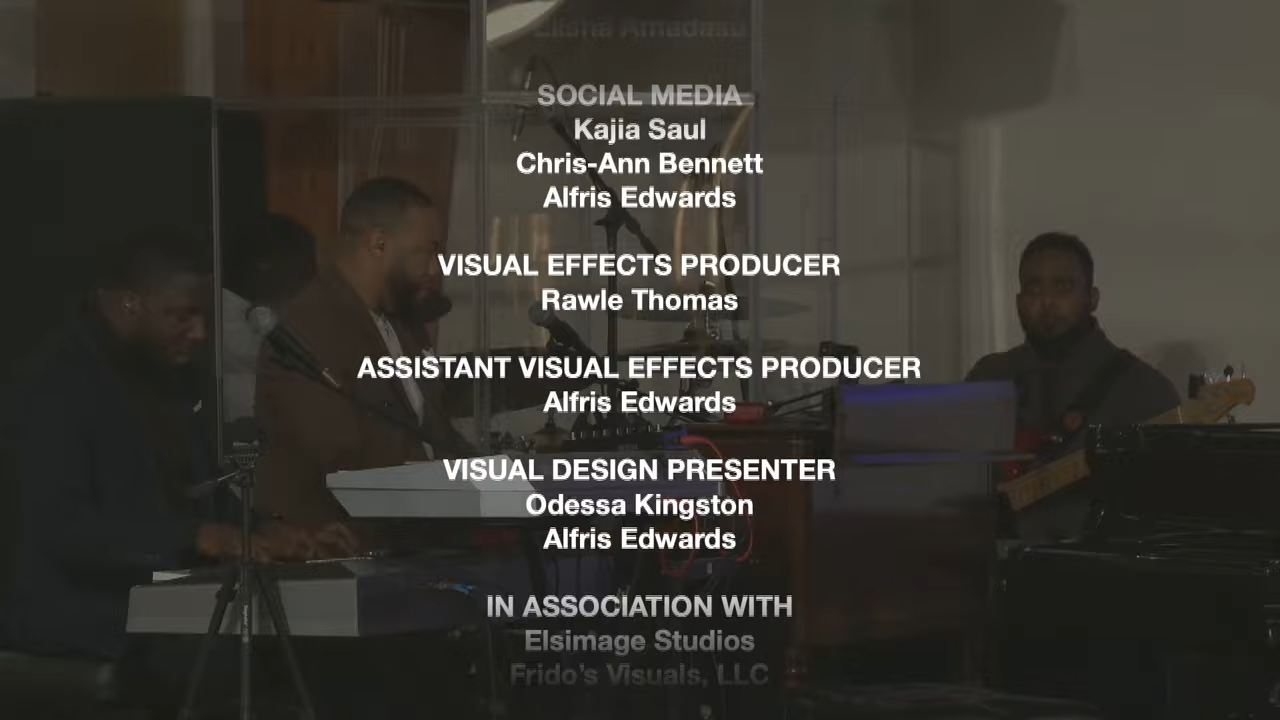 Elisha Amadasu
SOCIAL MEDIA
Kajia Saul
Chris-Ann Bennett
Alfris Edwards
VISUAL EFFECTS PRODUCER
Rawle Thomas
ASSISTANT VISUAL EFFECTS PRODUCER
Alfris Edwards
VISUAL DESIGN PRESENTER
Odessa Kingston
Alfris Edwards
IN ASSOCIATION WITH
Elsimage Studios
Frido's Visuals, LLC